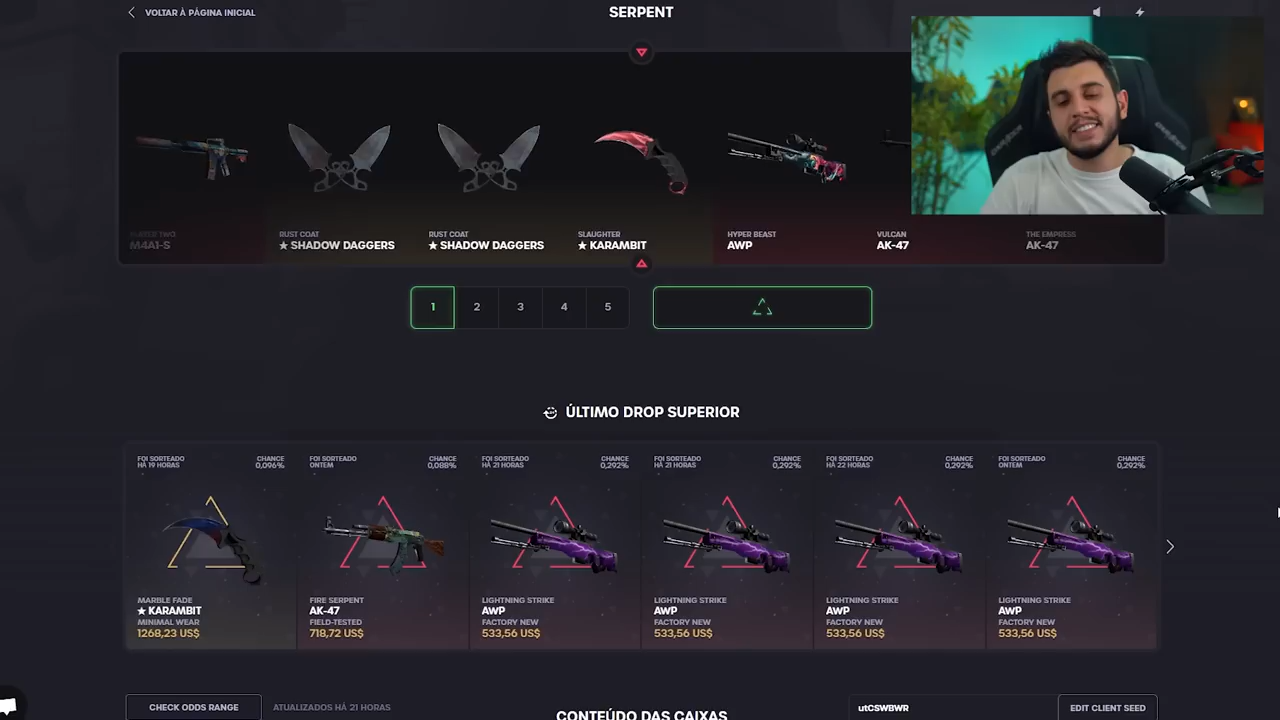 VOLTAR À PÁGINA INICIAL
SERPENT
MASTER TWO
M4A1-S
RUST COAT
★ SHADOW DAGGERS
RUST COAT
★ SHADOW DAGGERS
SLAUGHTER
★ KARAMBIT
HYPER BEAST
AWP
VULCAN
AK-47
THE EMPRESS
AK-47
1 2 3 4 5
ÚLTIMO DROP SUPERIOR
FOI SORTEADO
HÁ 19 HORAS
CHANCE
0,096%
MARBLE FADE
★ KARAMBIT
MINIMAL WEAR
1268,23 US$
FOI SORTEADO
ONTEM
CHANCE
0,088%
FIRE SERPENT
AK-47
FIELD-TESTED
718,72 US$
FOI SORTEADO
HÁ 21 HORAS
CHANCE
0,292%
LIGHTNING STRIKE
AWP
FACTORY NEW
533,56 US$
FOI SORTEADO
HÁ 21 HORAS
CHANCE
0,292%
LIGHTNING STRIKE
AWP
FACTORY NEW
533,56 US$
FOI SORTEADO
HÁ 22 HORAS
CHANCE
0,292%
LIGHTNING STRIKE
AWP
FACTORY NEW
533,56 US$
FOI SORTEADO
ONTEM
CHANCE
0,292%
LIGHTNING STRIKE
AWP
FACTORY NEW
533,56 US$
CHECK ODDS RANGE
ATUALIZADOS HÁ 21 HORAS
CONTEÚDO DAS CAIXAS
utCSWBWR
EDIT CLIENT SEED